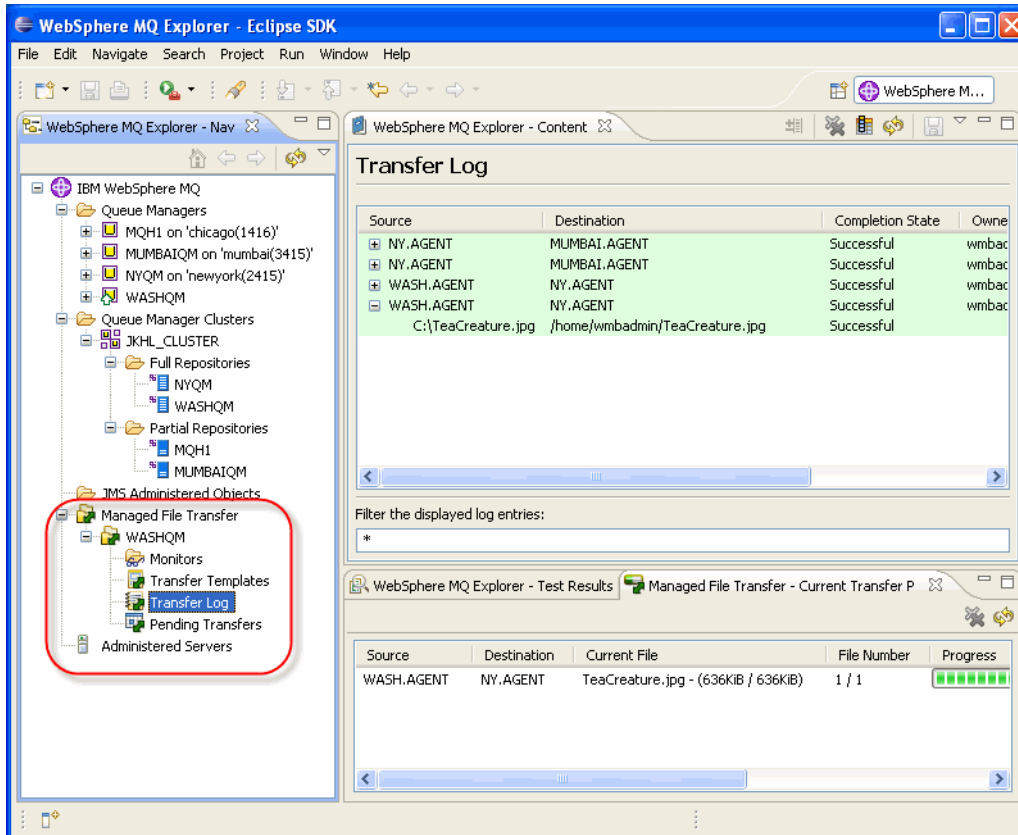 WebSphere MQ Explorer - Eclipse SDK
File Edit Navigate Search Project Run Window Help
WebSphere M...
WebSphere MQ Explorer - Nav
IBM WebSphere MQ
Queue Managers
MQH1 on 'chicago(1416)'
MUMBAIQM on 'mumbai(3415)'
NYQM on 'newyork(2415)'
WASHQM
Queue Manager Clusters
JKHL_CLUSTER
Full Repositories
NYQM
WASHQM
Partial Repositories
MQH1
MUMBAIQM
JMS Administered Objects
Managed File Transfer
WASHQM
Monitors
Transfer Templates
Transfer Log
Pending Transfers
Administered Servers
WebSphere MQ Explorer - Content
Transfer Log
Source Destination Completion State Owne
NY.AGENT MUMBAI.AGENT Successful wmbac
NY.AGENT MUMBAI.AGENT Successful wmbac
WASH.AGENT NY.AGENT Successful wmbac
WASH.AGENT NY.AGENT Successful wmbac
C:\TeaCreature.jpg /home/wmbadmin/TeaCreature.jpg Successful
Filter the displayed log entries:
*
WebSphere MQ Explorer - Test Results Managed File Transfer - Current Transfer P
Source Destination Current File File Number Progress
WASH.AGENT NY.AGENT TeaCreature.jpg - (636KiB / 636KiB) 1 / 1